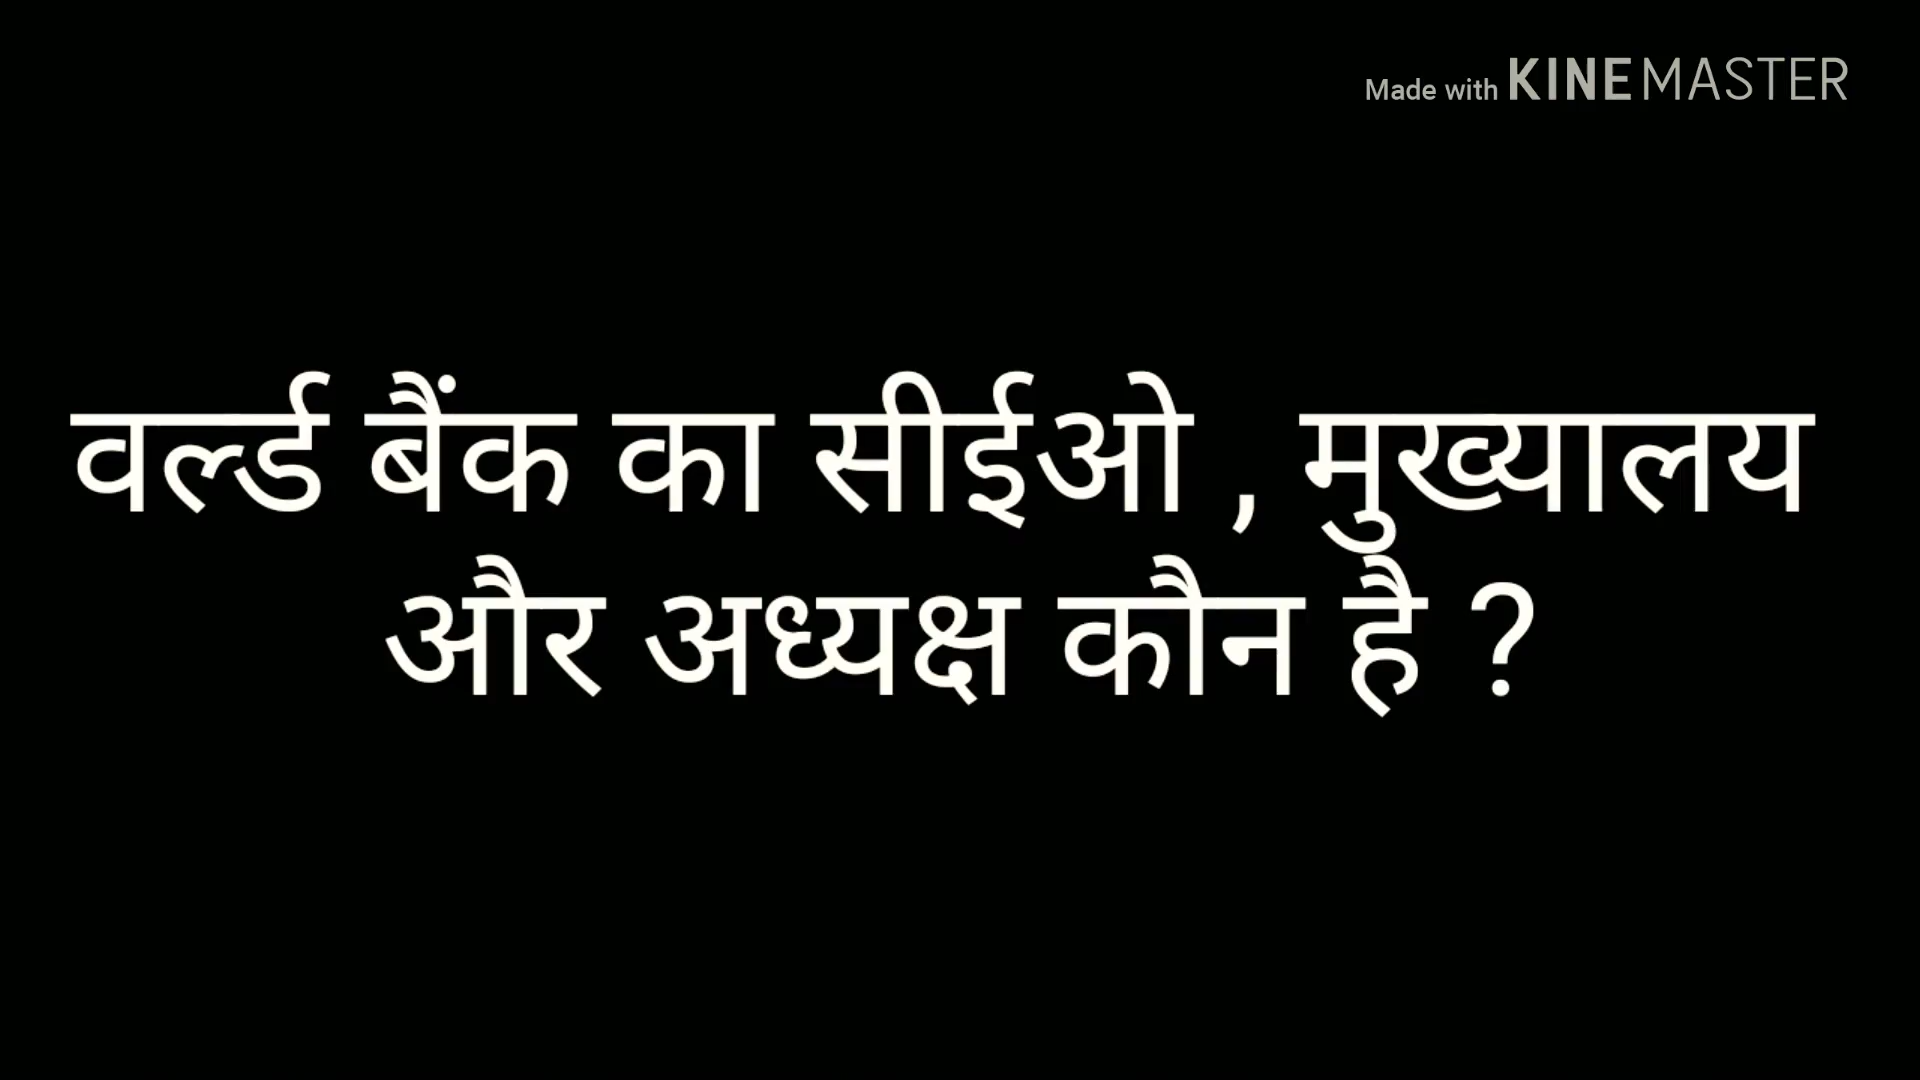 Made with KINEMASTER
वर्ल्ड बैंक का सीईओ , मुख्यालय
और अध्यक्ष कौन है ?